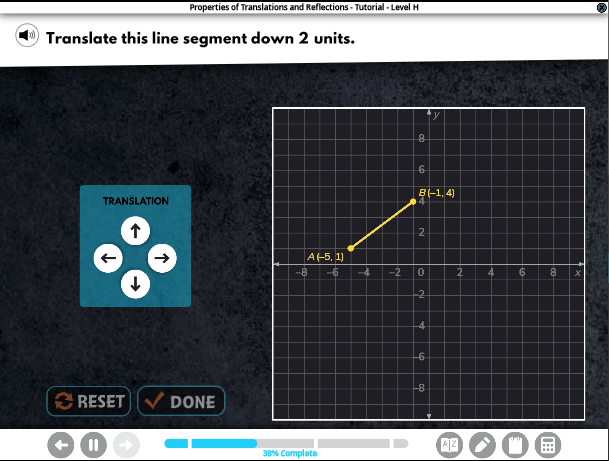 Properties of Translations and Reflections - Tutorial - Level H
Translate this line segment down 2 units.
TRANSLATION
y
8
6
B (–1, 4)
4
2
A (–5, 1)
–8 –6 –4 –2 0 2 4 6 8 x
–2
–4
–6
–8
RESET
DONE
A Z
38% Complete